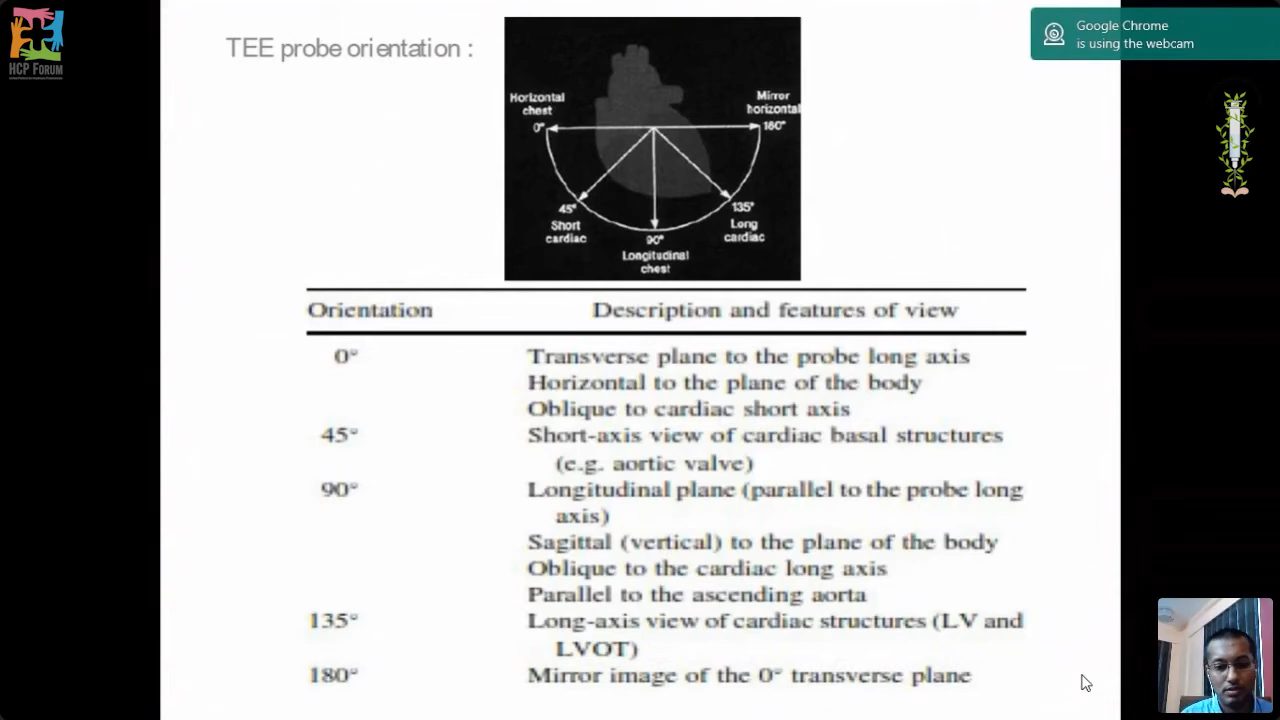 TEE probe orientation :
HCP FORUM
Google Chrome
is using the webcam
Horizontal
chest
0°
Mirror
horizontal
180°
45°
Short
cardiac
90°
Longitudinal
chest
135°
Long
cardiac
Orientation Description and features of view
0° Transverse plane to the probe long axis
Horizontal to the plane of the body
Oblique to cardiac short axis
45° Short-axis view of cardiac basal structures
(e.g. aortic valve)
90° Longitudinal plane (parallel to the probe long
axis)
Sagittal (vertical) to the plane of the body
Oblique to the cardiac long axis
Parallel to the ascending aorta
135° Long-axis view of cardiac structures (LV and
LVOT)
180° Mirror image of the 0° transverse plane